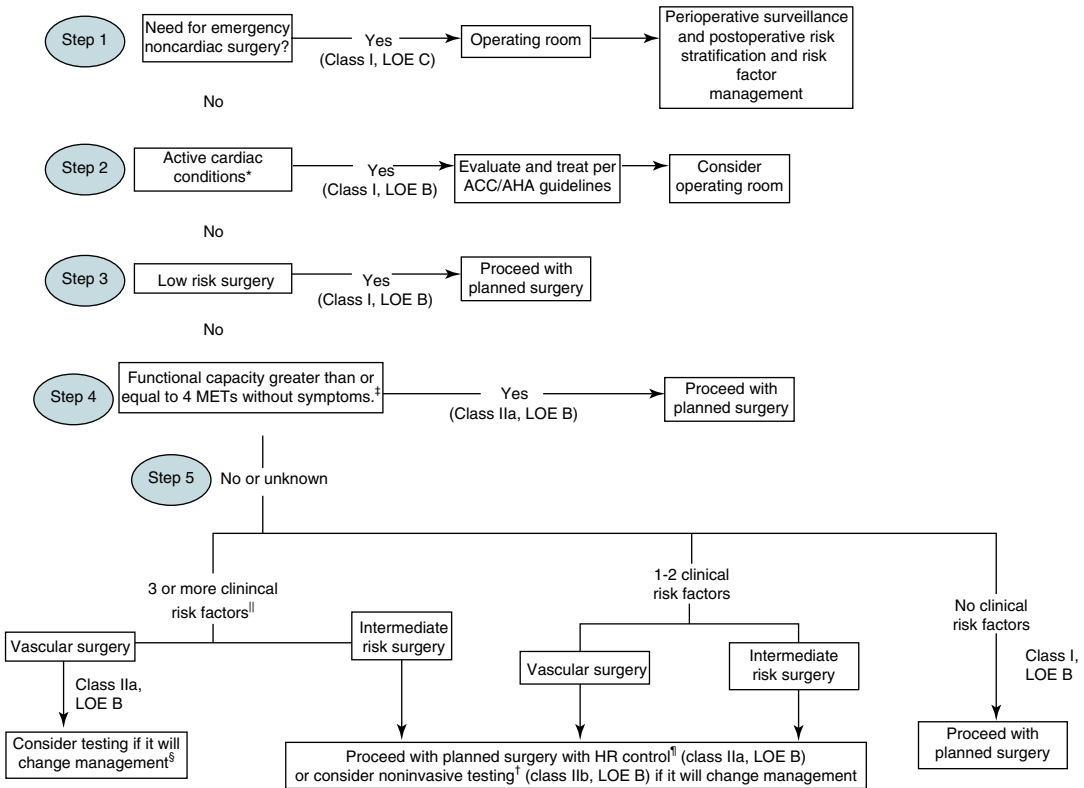 Step 1
Need for emergency
noncardiac surgery?
Yes
(Class I, LOE C)
Operating room
Perioperative surveillance
and postoperative risk
stratification and risk
factor
management
No
Step 2
Active cardiac
conditions*
Yes
(Class I, LOE B)
Evaluate and treat per
ACC/AHA guidelines
Consider
operating room
No
Step 3
Low risk surgery
Yes
(Class I, LOE B)
Proceed with
planned surgery
No
Step 4
Functional capacity greater than or
equal to 4 METs without symptoms.‡
Yes
(Class IIa, LOE B)
Proceed with
planned surgery
Step 5
No or unknown
3 or more clinincal
risk factors||
Vascular surgery
Class IIa,
LOE B
Consider testing if it will
change management§
Intermediate
risk surgery
1-2 clinical
risk factors
Vascular surgery
Intermediate
risk surgery
Proceed with planned surgery with HR control¶ (class IIa, LOE B)
or consider noninvasive testing† (class IIb, LOE B) if it will change management
No clinical
risk factors
Class I,
LOE B
Proceed with
planned surgery